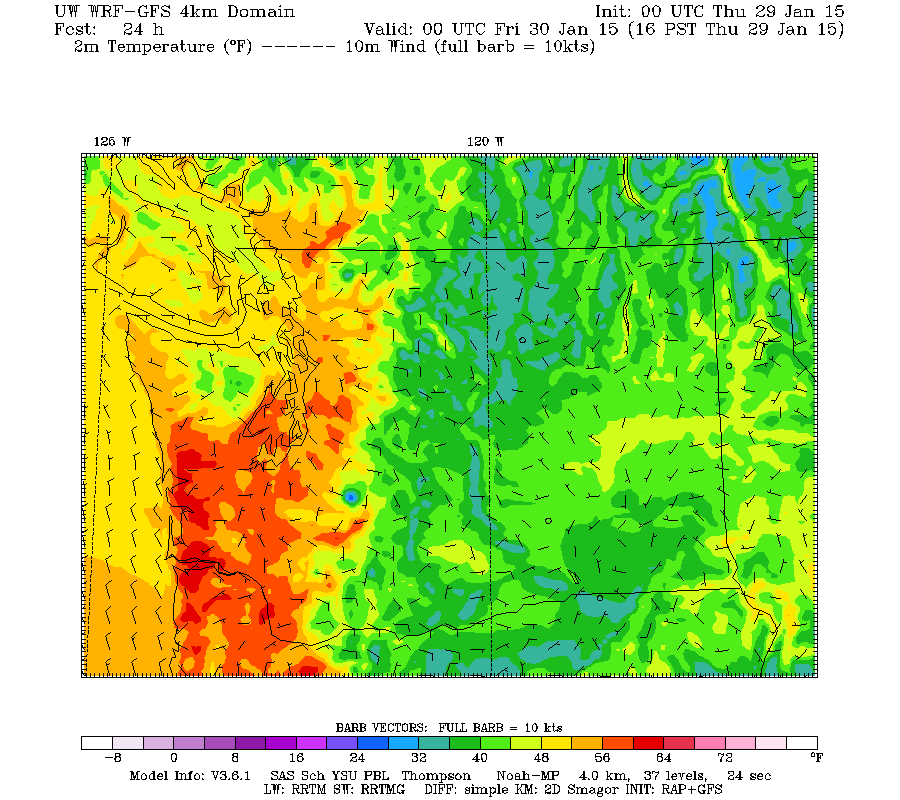 UW WRF-GFS 4km Domain Init: 00 UTC Thu 29 Jan 15
Fcst: 24 h Valid: 00 UTC Fri 30 Jan 15 (16 PST Thu 29 Jan 15)
2m Temperature (°F) ------ 10m Wind (full barb = 10kts)
125 W 120 W
BARB VECTORS: FULL BARB = 10 kts
-8 0 8 16 24 32 40 48 56 64 72 °F
Model Info: V3.6.1 SAS Sch YSU PBL Thompson Noah-MP 4.0 km, 37 levels, 24 sec
LW: RRTM SW: RRTMG DIFF: simple KM: 2D Smagor INIT: RAP+GFS